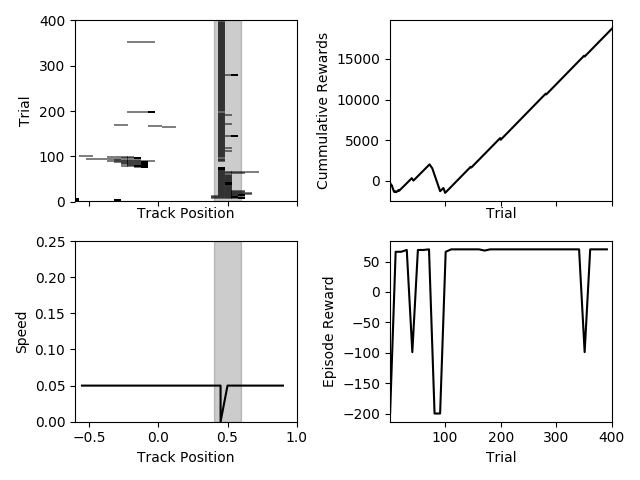 400
300
200
100
0
Trial
Track Position
15000
10000
5000
0
Cummulative Rewards
Trial
0.25
0.20
0.15
0.10
0.05
0.00
Speed
−0.5 0.0 0.5 1.0
Track Position
50
0
−50
−100
−150
−200
Episode Reward
100 200 300 400
Trial